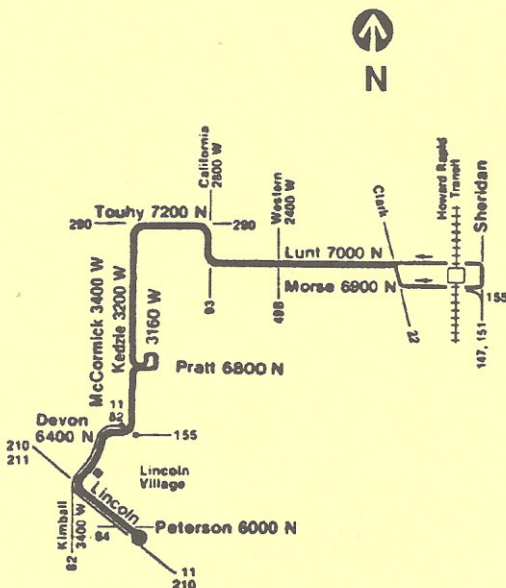 N
California
2800 W
Western
2400 W
Howard Rapid
Transit
Sheridan
Clark
290
Touhy 7200 N
290
Lunt 7000 N
Morse 6900 N
McCormick 3400 W
Kedzie 3200 W
3160 W
93
49B
22
155
147, 151
Pratt 6800 N
11
82
Devon
6400 N
155
210
211
Lincoln
Village
Lincoln
Kimball
3400 W
82
84
Peterson 6000 N
11
210